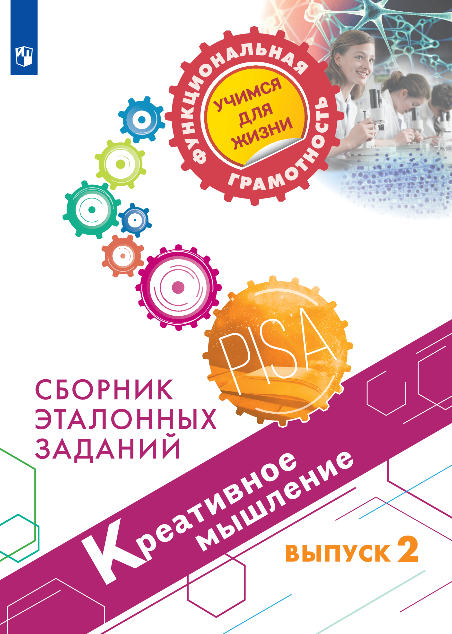 ФУНКЦИОНАЛЬНАЯ
ГРАМОТНОСТЬ
УЧИМСЯ
ДЛЯ
ЖИЗНИ
PISA
СБОРНИК
ЭТАЛОННЫХ
ЗАДАНИЙ
Креативное
мышление
ВЫПУСК 2